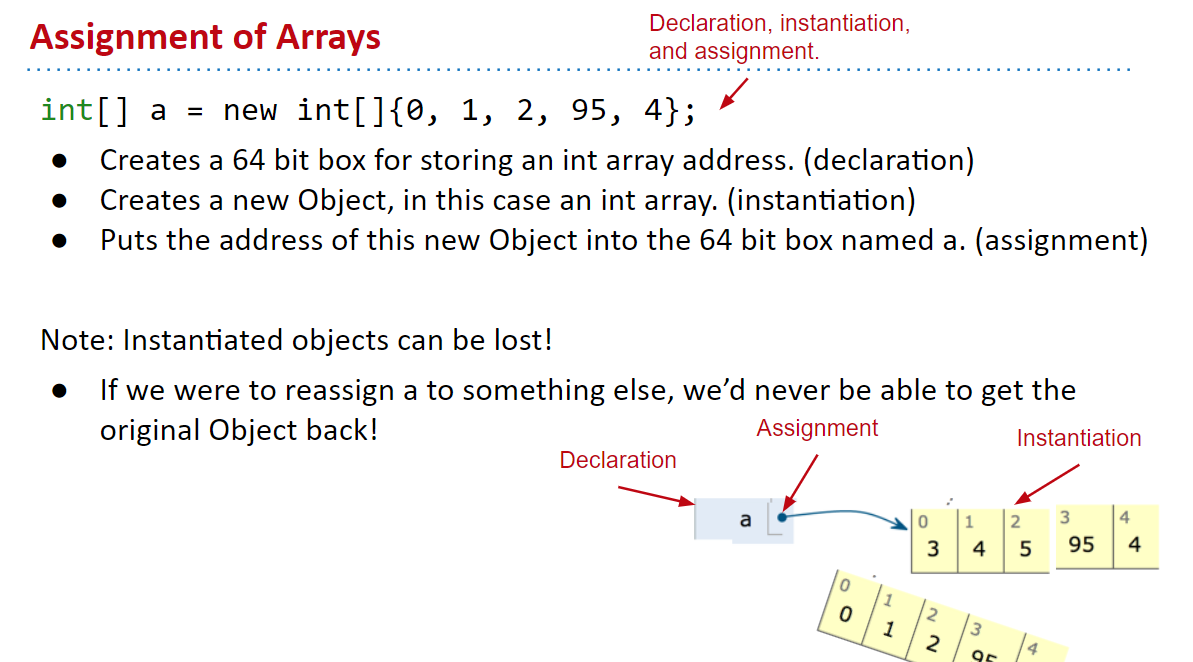 Assignment of Arrays
Declaration, instantiation,
and assignment.
int[] a = new int[]{0, 1, 2, 95, 4};
● Creates a 64 bit box for storing an int array address. (declaration)
● Creates a new Object, in this case an int array. (instantiation)
● Puts the address of this new Object into the 64 bit box named a. (assignment)
Note: Instantiated objects can be lost!
● If we were to reassign a to something else, we’d never be able to get the
original Object back!
Assignment
Instantiation
Declaration
a
0 1 2 3 4
3 4 5 95 4
0 1 2 3 4
0 1 2 95